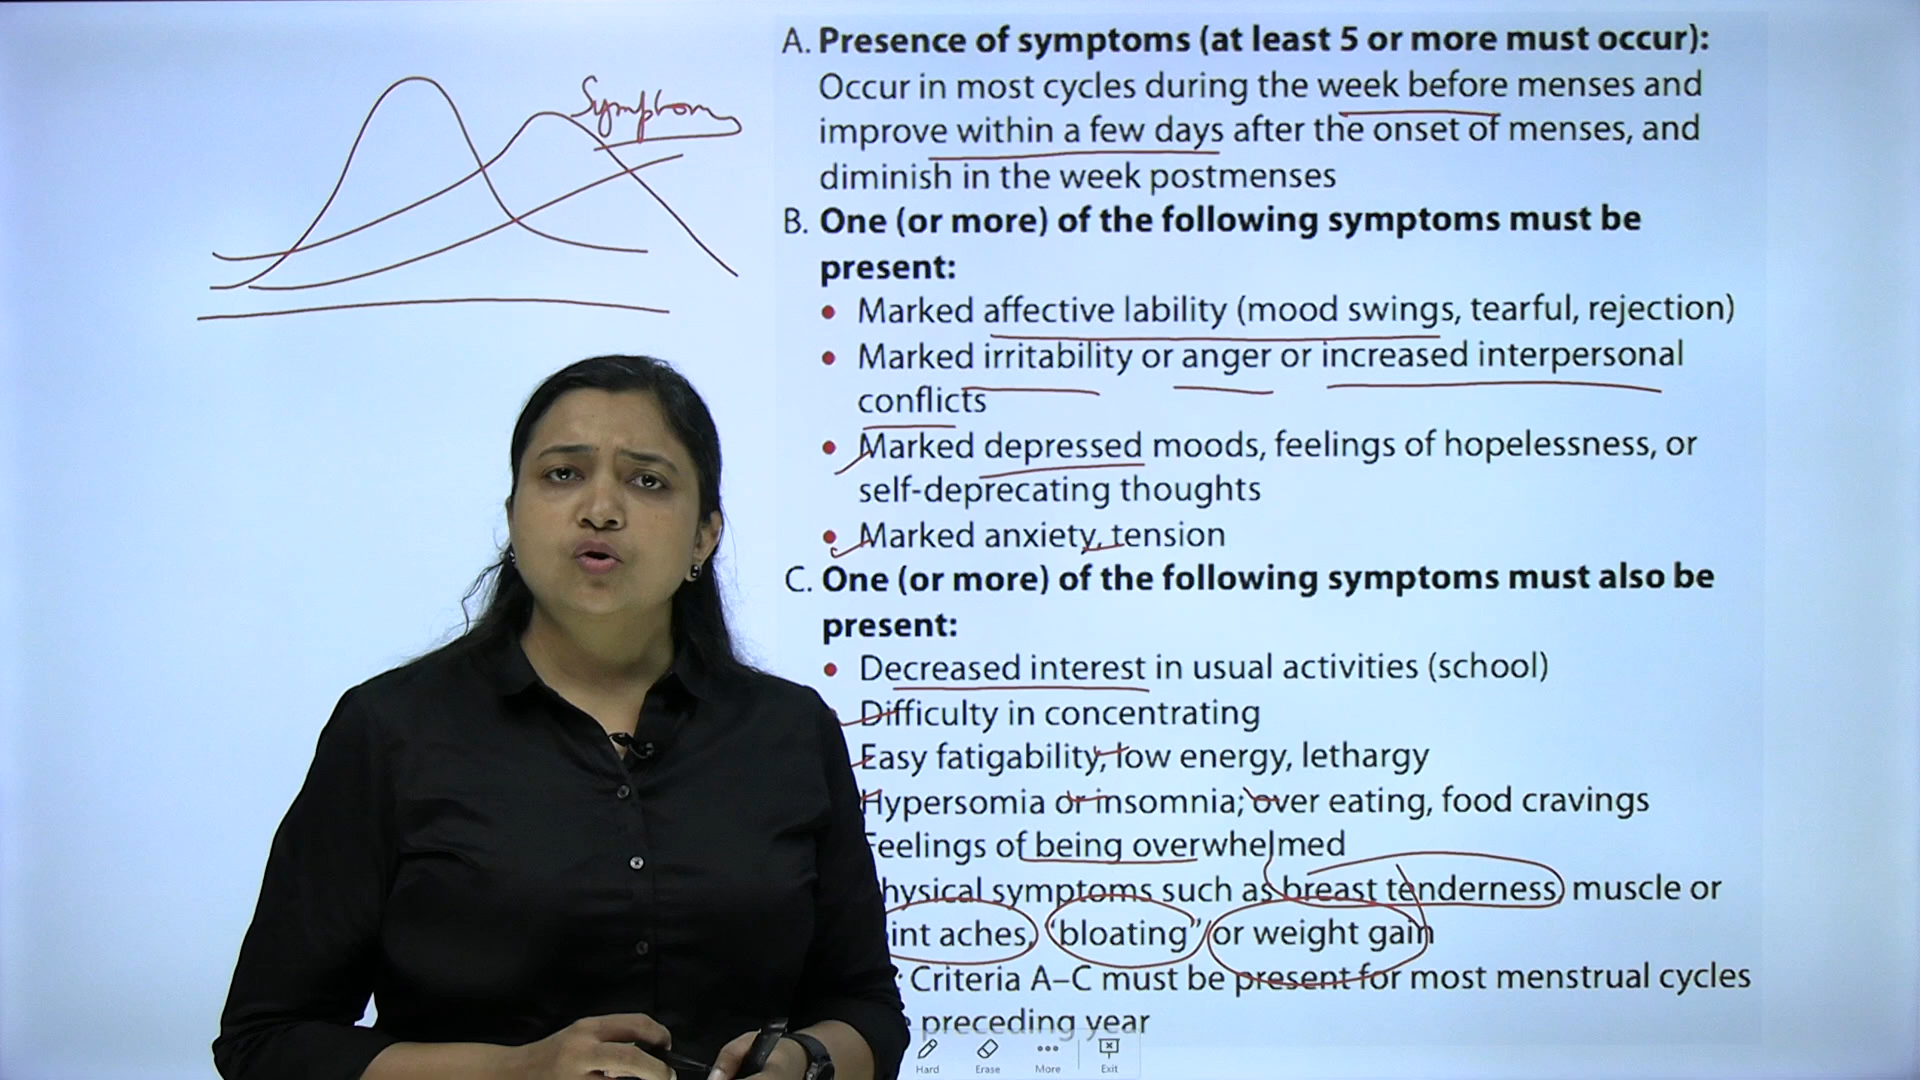 Symptom
A. Presence of symptoms (at least 5 or more must occur):
Occur in most cycles during the week before menses and
improve within a few days after the onset of menses, and
diminish in the week postmenses
B. One (or more) of the following symptoms must be
present:
• Marked affective lability (mood swings, tearful, rejection)
• Marked irritability or anger or increased interpersonal
conflicts
• Marked depressed moods, feelings of hopelessness, or
self-deprecating thoughts
• Marked anxiety, tension
C. One (or more) of the following symptoms must also be
present:
• Decreased interest in usual activities (school)
Difficulty in concentrating
Easy fatigability, low energy, lethargy
Hypersomia or insomnia; over eating, food cravings
Feelings of being overwhelmed
hysical symptoms such as breast tenderness, muscle or
int aches, "bloating" or weight gain
: Criteria A–C must be present for most menstrual cycles
preceding year
Hard Erase More Exit